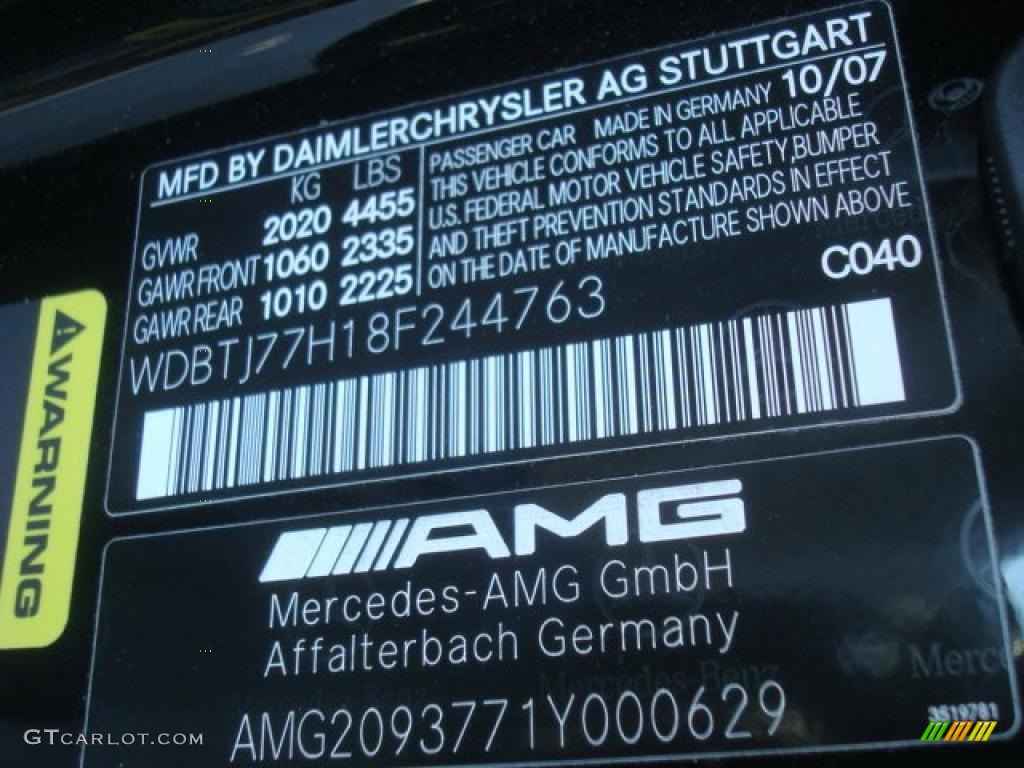 MFD BY DAIMLERCHRYSLER AG STUTTGART
KG LBS
GVWR 2020 4455
GAWR FRONT 1060 2335
GAWR REAR 1010 2225
PASSENGER CAR MADE IN GERMANY 10/07
THIS VEHICLE CONFORMS TO ALL APPLICABLE
U.S. FEDERAL MOTOR VEHICLE SAFETY, BUMPER
AND THEFT PREVENTION STANDARDS IN EFFECT
ON THE DATE OF MANUFACTURE SHOWN ABOVE
C040
WDBTJ77H18F244763
WARNING
AMG
Mercedes-AMG GmbH
Affalterbach Germany
Mercedes-Benz
AMG2093771Y000629
3519781
GTCARLOT.COM